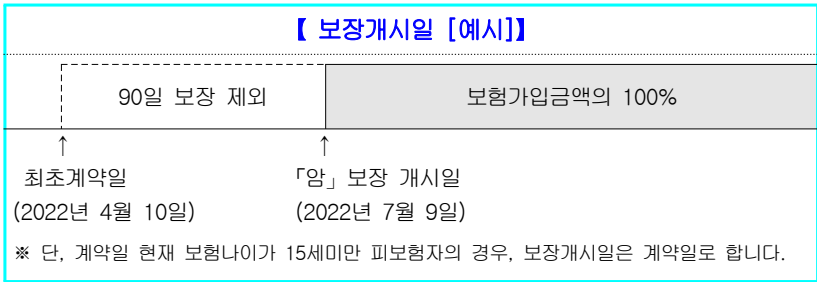 【 보장개시일 [예시]】
90일 보장 제외 보험가입금액의 100%
↑ ↑
최초계약일 「암」보장 개시일
(2022년 4월 10일) (2022년 7월 9일)
※ 단, 계약일 현재 보험나이가 15세미만 피보험자의 경우, 보장개시일은 계약일로 합니다.